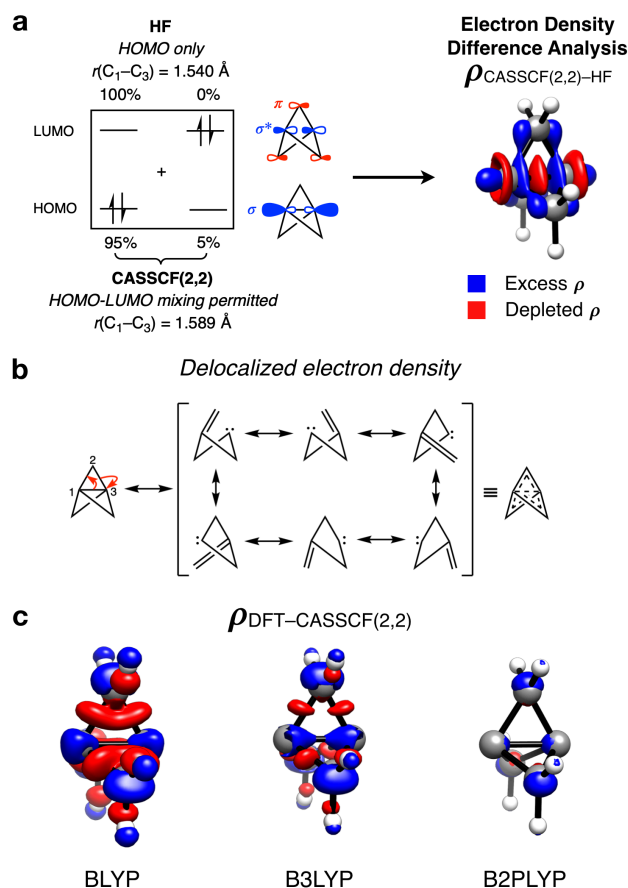 a
HF
HOMO only
r(C₁–C₃) = 1.540 Å
100% 0%
LUMO
+
HOMO
95% 5%
CASSCF(2,2)
HOMO-LUMO mixing permitted
r(C₁–C₃) = 1.589 Å
π
σ*
σ
Electron Density
Difference Analysis
ρCASSCF(2,2)–HF
Excess ρ
Depleted ρ
b
Delocalized electron density
2
1 3
: :
:
≡
: : :
c
ρDFT–CASSCF(2,2)
BLYP B3LYP B2PLYP